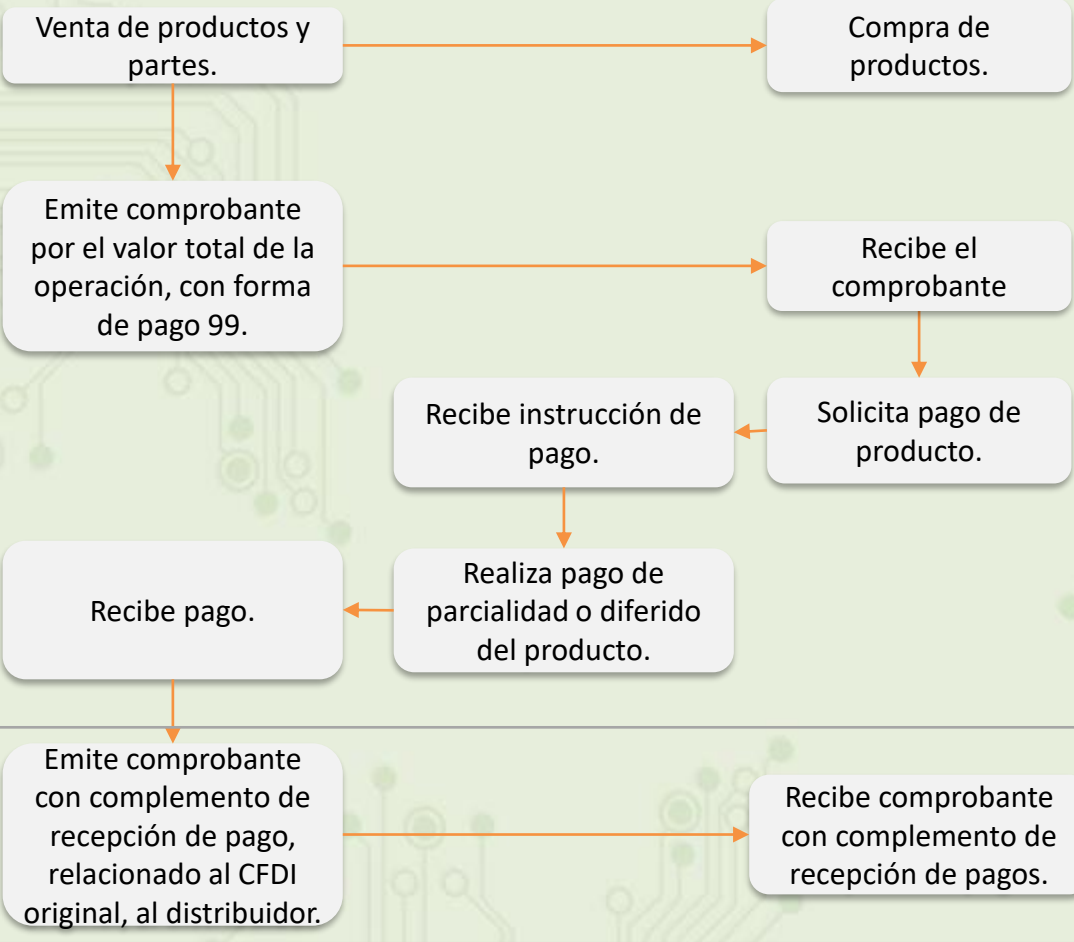 Venta de productos y
partes.
Compra de
productos.
Emite comprobante
por el valor total de la
operación, con forma
de pago 99.
Recibe el
comprobante
Recibe instrucción de
pago.
Solicita pago de
producto.
Recibe pago.
Realiza pago de
parcialidad o diferido
del producto.
Emite comprobante
con complemento de
recepción de pago,
relacionado al CFDI
original, al distribuidor.
Recibe comprobante
con complemento de
recepción de pagos.